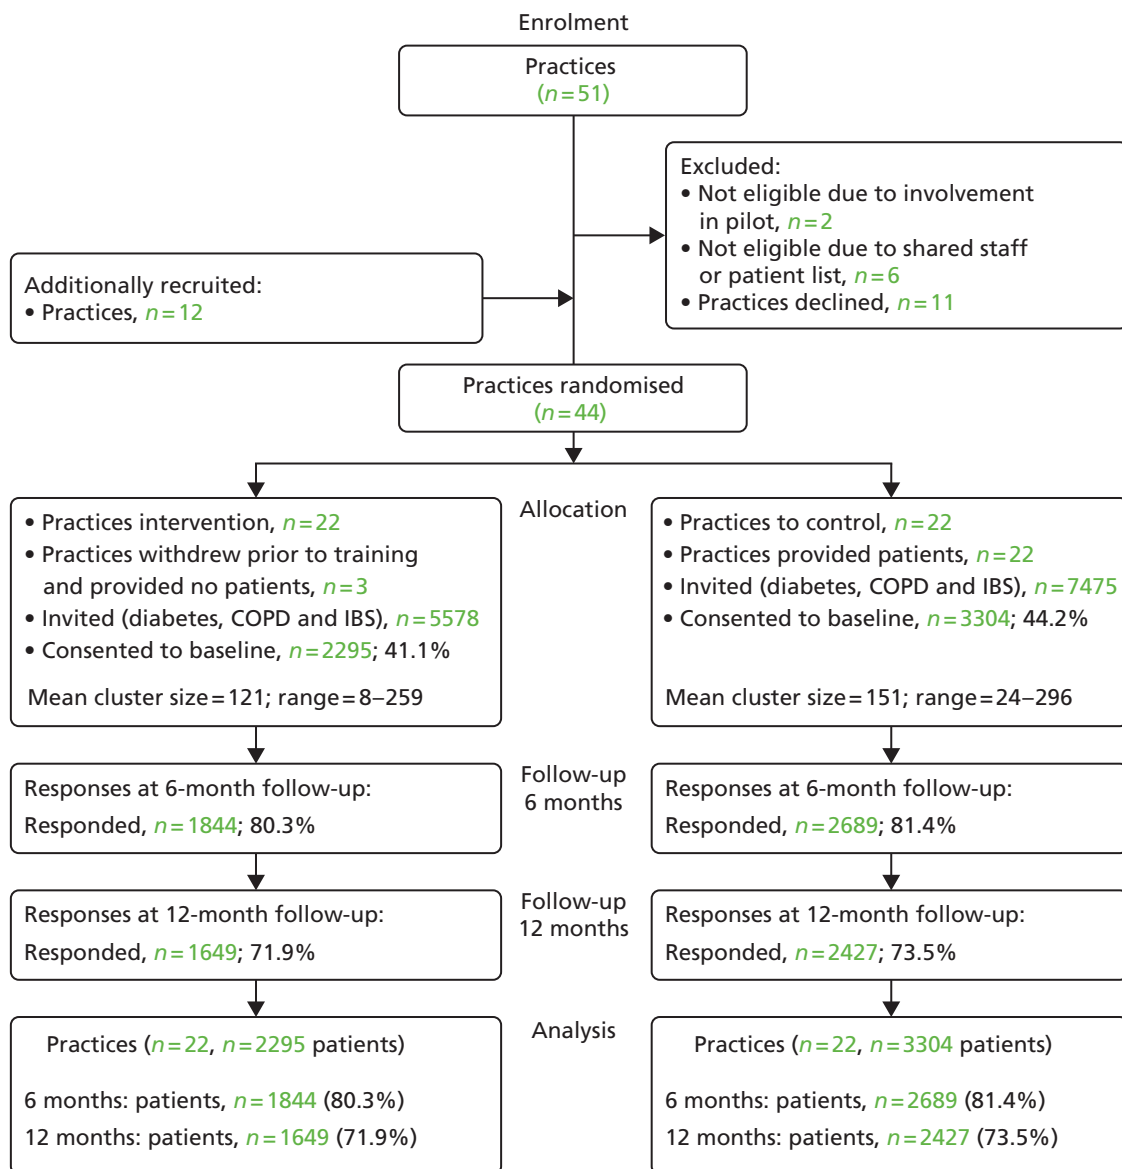 Enrolment
Practices
(n=51)
Excluded:
• Not eligible due to involvement
in pilot, n=2
• Not eligible due to shared staff
or patient list, n=6
• Practices declined, n=11
Additionally recruited:
• Practices, n=12
Practices randomised
(n=44)
Allocation
• Practices intervention, n=22
• Practices withdrew prior to training
and provided no patients, n=3
• Invited (diabetes, COPD and IBS), n=5578
• Consented to baseline, n=2295; 41.1%
Mean cluster size=121; range=8–259
• Practices to control, n=22
• Practices provided patients, n=22
• Invited (diabetes, COPD and IBS), n=7475
• Consented to baseline, n=3304; 44.2%
Mean cluster size=151; range=24–296
Follow-up
6 months
Responses at 6-month follow-up:
Responded, n=1844; 80.3%
Responses at 6-month follow-up:
Responded, n=2689; 81.4%
Follow-up
12 months
Responses at 12-month follow-up:
Responded, n=1649; 71.9%
Responses at 12-month follow-up:
Responded, n=2427; 73.5%
Analysis
Practices (n=22, n=2295 patients)
6 months: patients, n=1844 (80.3%)
12 months: patients, n=1649 (71.9%)
Practices (n=22, n=3304 patients)
6 months: patients, n=2689 (81.4%)
12 months: patients, n=2427 (73.5%)